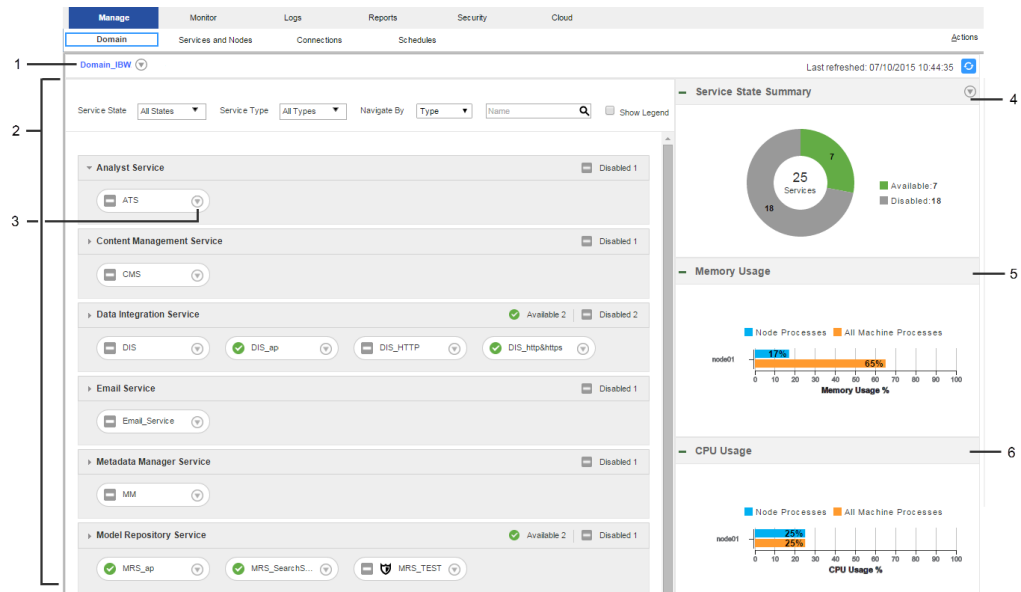 Manage Monitor Logs Reports Security Cloud
Domain Services and Nodes Connections Schedules Actions
1 Domain_IBW Last refreshed: 07/10/2015 10:44:35
2
Service State All States Service Type All Types Navigate By Type Name Show Legend
Analyst Service Disabled 1
ATS
3
Content Management Service Disabled 1
CMS
Data Integration Service Available 2 Disabled 2
DIS DIS_ap DIS_HTTP DIS_http&https
Email Service Disabled 1
Email_Service
Metadata Manager Service Disabled 1
MM
Model Repository Service Available 2 Disabled 1
MRS_ap MRS_SearchS... MRS_TEST
Service State Summary
4
7
25
Services
18
Available:7
Disabled:18
Memory Usage
5
Node Processes All Machine Processes
node01
17%
65%
0 10 20 30 40 50 60 70 80 90 100
Memory Usage %
CPU Usage
6
Node Processes All Machine Processes
node01
25%
25%
0 10 20 30 40 50 60 70 80 90 100
CPU Usage %